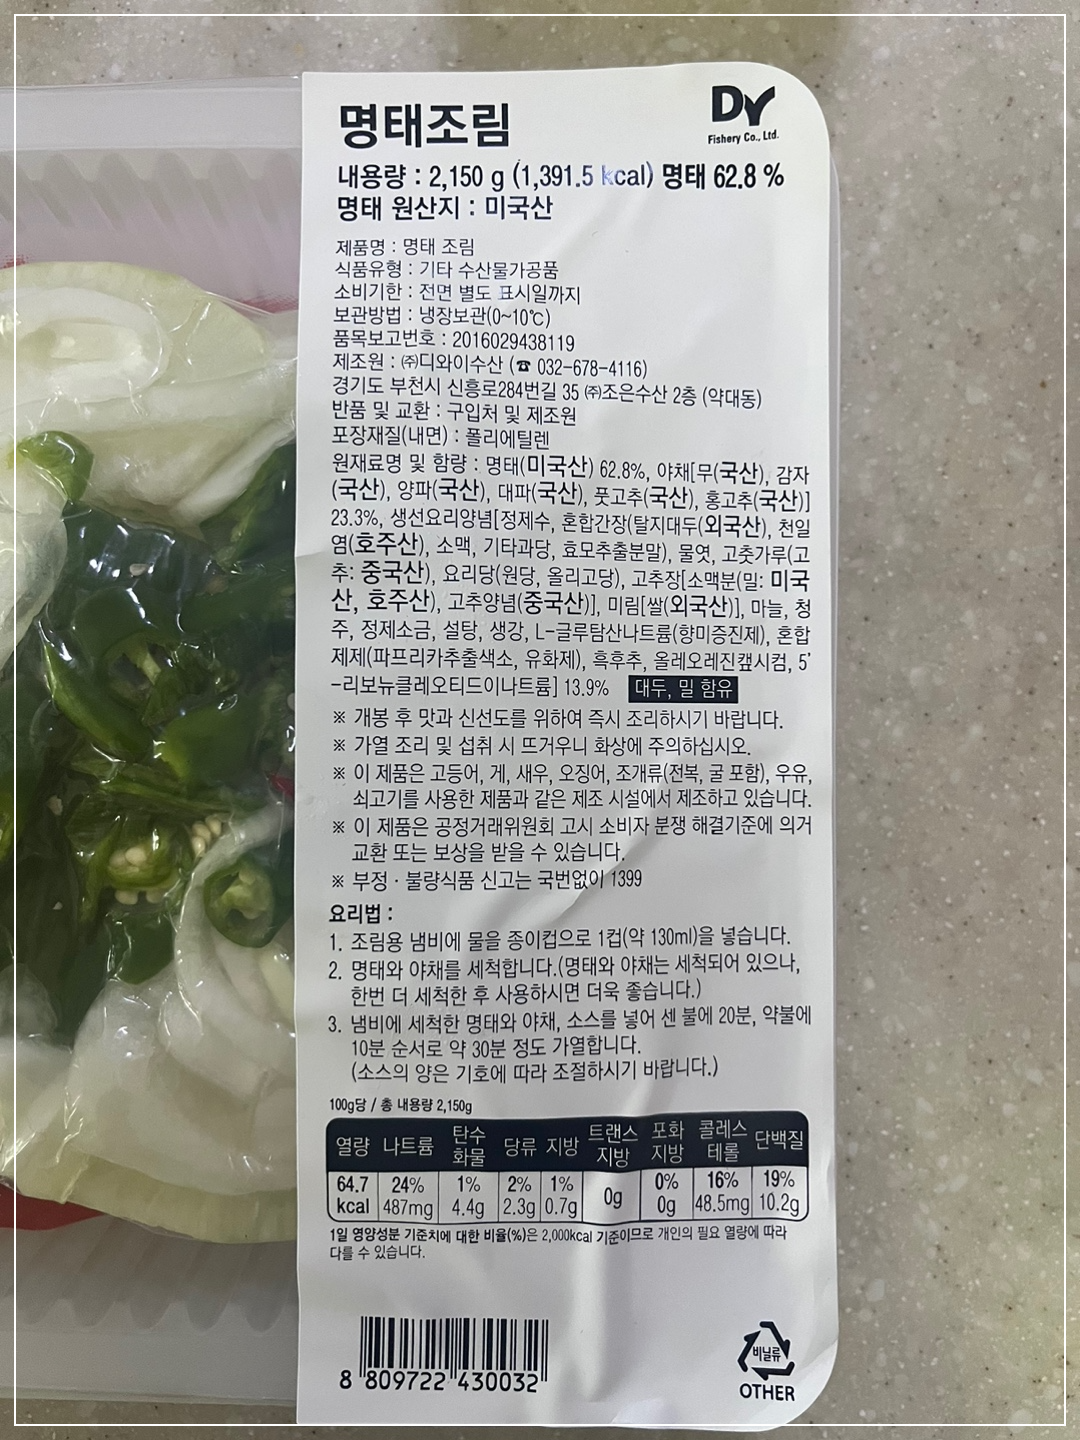 명태조림
DY
Fishery Co., Ltd.
내용량 : 2,150 g (1,391.5 kcal) 명태 62.8 %
명태 원산지 : 미국산
제품명 : 명태 조림
식품유형 : 기타 수산물가공품
소비기한 : 전면 별도 표시일까지
보관방법 : 냉장보관(0~10℃)
품목보고번호 : 2016029438119
제조원 : ㈜디와이수산 (☎ 032-678-4116)
경기도 부천시 신흥로284번길 35 ㈜조은수산 2층 (약대동)
반품 및 교환 : 구입처 및 제조원
포장재질(내면) : 폴리에틸렌
원재료명 및 함량 : 명태(미국산) 62.8%, 야채[무(국산), 감자
(국산), 양파(국산), 대파(국산), 풋고추(국산), 홍고추(국산)]
23.3%, 생선요리양념[정제수, 혼합간장(탈지대두(외국산), 천일
염(호주산), 소맥, 기타과당, 효모추출분말), 물엿, 고춧가루(고
추: 중국산), 요리당(원당, 올리고당), 고추장[소맥분(밀: 미국
산, 호주산), 고추양념(중국산)], 미림[쌀(외국산)], 마늘, 청
주, 정제소금, 설탕, 생강, L-글루탐산나트륨(향미증진제), 혼합
제제(파프리카추출색소, 유화제), 흑후추, 올레오레진캪시컴, 5'
-리보뉴클레오티드이나트륨] 13.9% 대두, 밀 함유
※ 개봉 후 맛과 신선도를 위하여 즉시 조리하시기 바랍니다.
※ 가열 조리 및 섭취 시 뜨거우니 화상에 주의하십시오.
※ 이 제품은 고등어, 게, 새우, 오징어, 조개류(전복, 굴 포함), 우유,
쇠고기를 사용한 제품과 같은 제조 시설에서 제조하고 있습니다.
※ 이 제품은 공정거래위원회 고시 소비자 분쟁 해결기준에 의거
교환 또는 보상을 받을 수 있습니다.
※ 부정 · 불량식품 신고는 국번없이 1399
요리법 :
1. 조림용 냄비에 물을 종이컵으로 1컵(약 130ml)을 넣습니다.
2. 명태와 야채를 세척합니다.(명태와 야채는 세척되어 있으나,
한번 더 세척한 후 사용하시면 더욱 좋습니다.)
3. 냄비에 세척한 명태와 야채, 소스를 넣어 센 불에 20분, 약불에
10분 순서로 약 30분 정도 가열합니다.
(소스의 양은 기호에 따라 조절하시기 바랍니다.)
100g당 / 총 내용량 2,150g
열량 나트륨 탄수화물 당류 지방 트랜스지방 포화지방 콜레스테롤 단백질
64.7 24% 1% 2% 1% 0g 0% 16% 19%
kcal 487mg 4.4g 2.3g 0.7g 0g 48.5mg 10.2g
1일 영양성분 기준치에 대한 비율(%)은 2,000kcal 기준이므로 개인의 필요 열량에 따라
다를 수 있습니다.
8 809722 430032
비닐류
OTHER